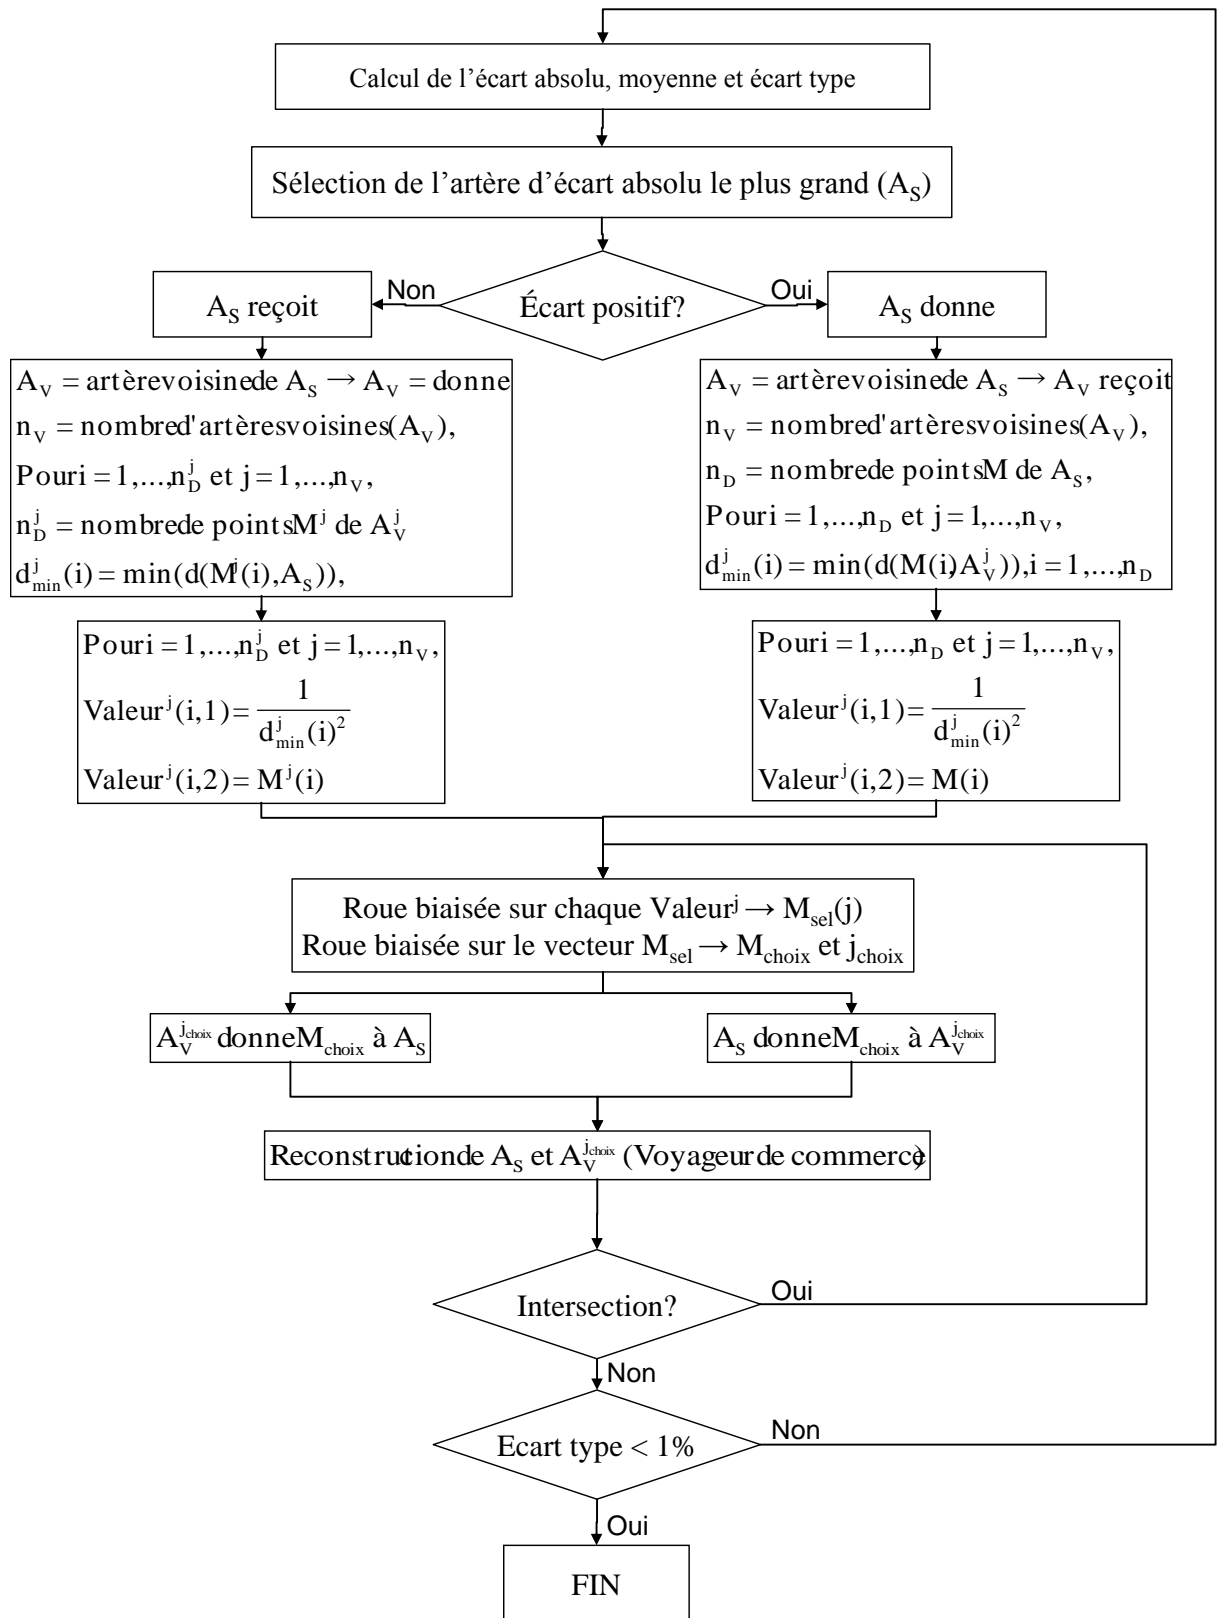 Calcul de l’écart absolu, moyenne et écart type
Sélection de l’artère d’écart absolu le plus grand (A_S)
Écart positif?
Non
Oui
A_S reçoit
A_S donne
A_V = artèrevoisinede A_S → A_V = donne
n_V = nombred'artèresvoisines(A_V),
Pouri = 1,...,n_D^j et j = 1,...,n_V,
n_D^j = nombrede pointsM^j de A_V^j
d_min^j(i) = min(d(M^j(i),A_S)),
A_V = artèrevoisinede A_S → A_V reçoit
n_V = nombred'artèresvoisines(A_V),
n_D = nombrede pointsM de A_S,
Pouri = 1,...,n_D et j = 1,...,n_V,
d_min^j(i) = min(d(M(i),A_V^j)),i = 1,...,n_D
Pouri = 1,...,n_D^j et j = 1,...,n_V,
Valeur^j(i,1) = 1 / d_min^j(i)^2
Valeur^j(i,2) = M^j(i)
Pouri = 1,...,n_D et j = 1,...,n_V,
Valeur^j(i,1) = 1 / d_min^j(i)^2
Valeur^j(i,2) = M(i)
Roue biaisée sur chaque Valeur^j → M_sel(j)
Roue biaisée sur le vecteur M_sel → M_choix et j_choix
A_V^j_choix donneM_choix à A_S
A_S donneM_choix à A_V^j_choix
Reconstructionde A_S et A_V^j_choix (Voyageurde commerce)
Intersection?
Oui
Non
Ecart type < 1%
Non
Oui
FIN